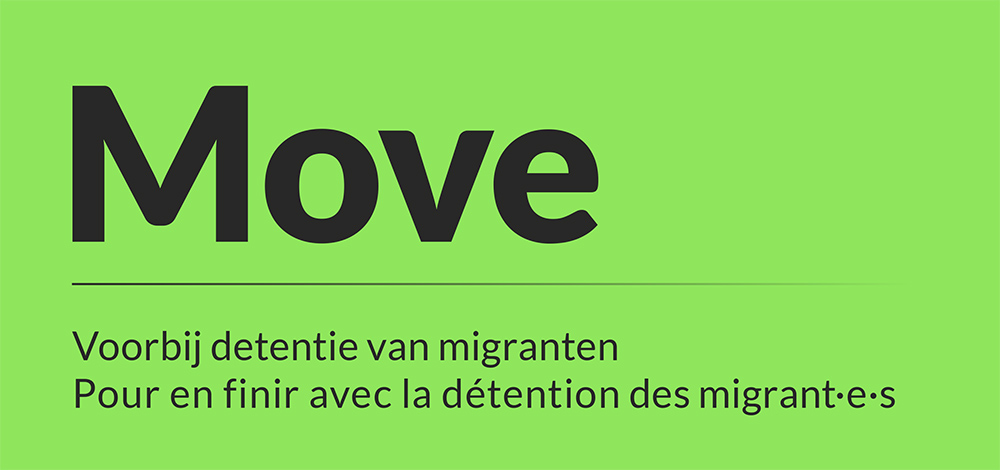 Move
Voorbij detentie van migranten
Pour en finir avec la détention des migrant·e·s